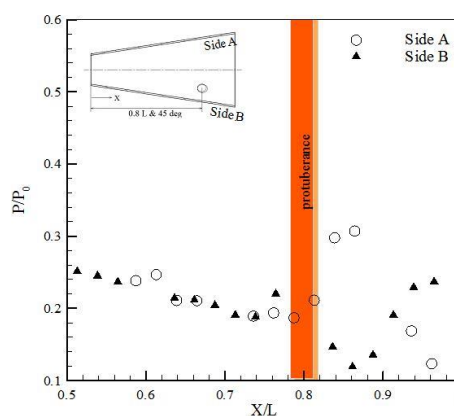 0.6
0.5
0.4
0.3
0.2
0.1
P/P0
Side A
Side B
X
0.8 L & 45 deg
protuberance
Side A
Side B
0.5
0.6
0.7
0.8
0.9
X/L